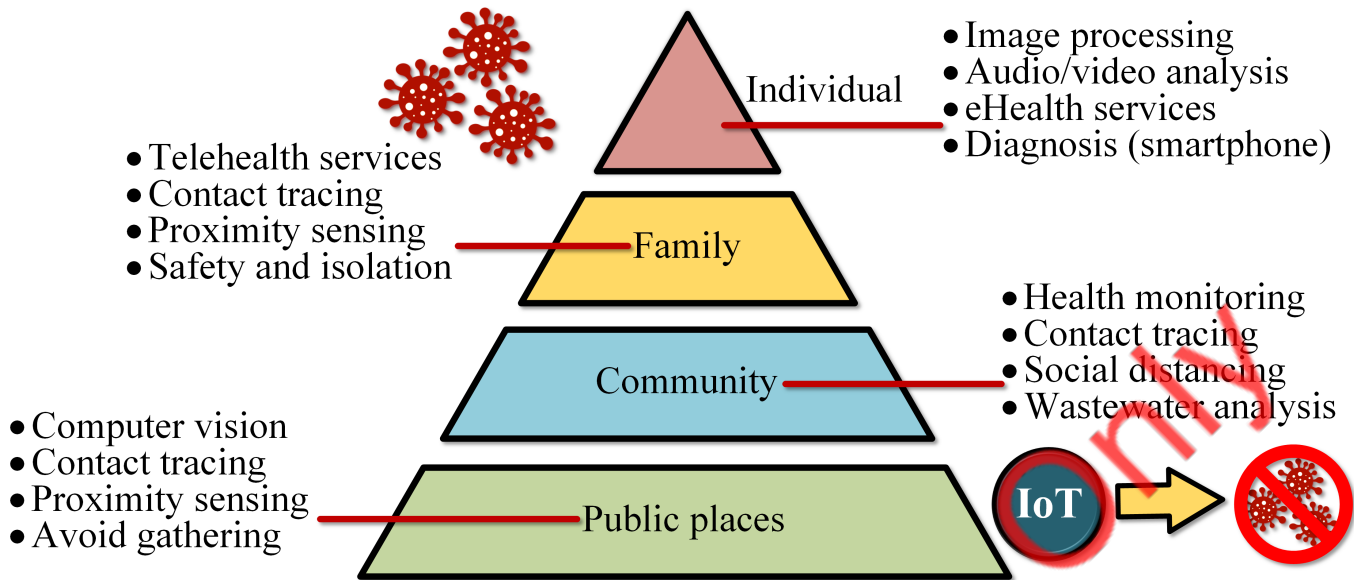 Individual
• Image processing
• Audio/video analysis
• eHealth services
• Diagnosis (smartphone)
• Telehealth services
• Contact tracing
• Proximity sensing
• Safety and isolation
Family
• Health monitoring
• Contact tracing
• Social distancing
• Wastewater analysis
Community
• Computer vision
• Contact tracing
• Proximity sensing
• Avoid gathering
Public places
IoT
Only